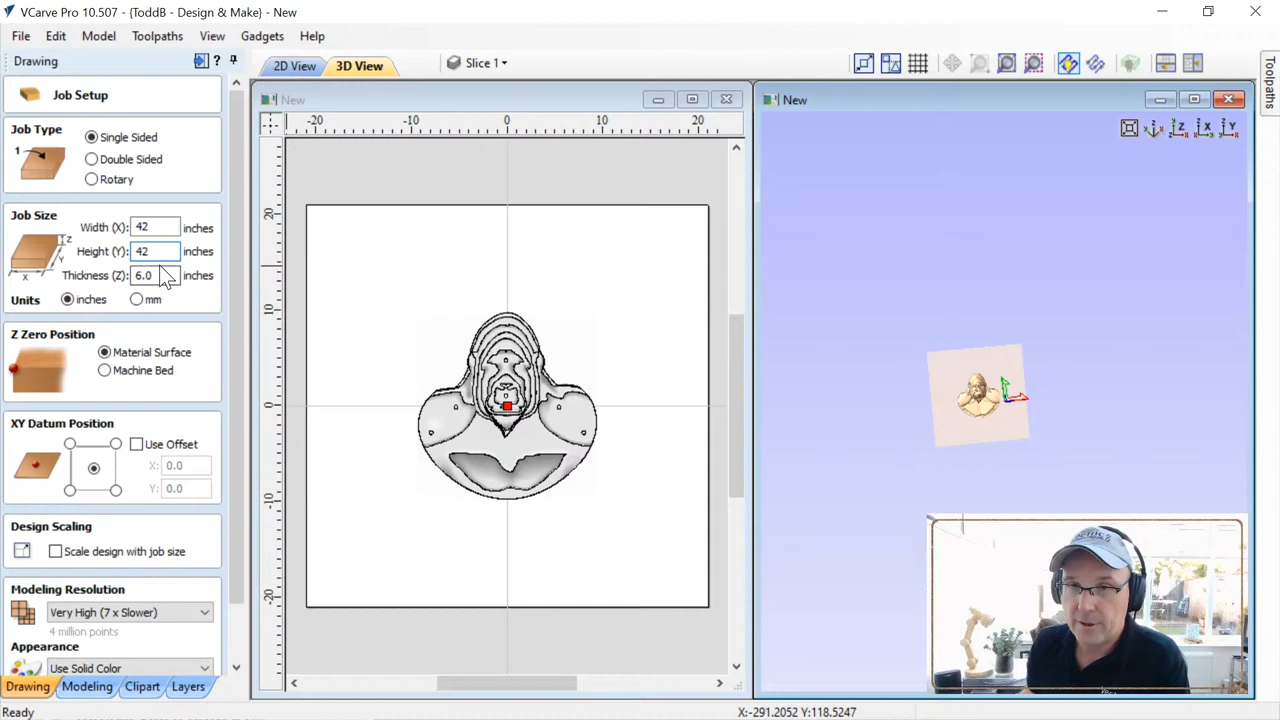 VCarve Pro 10.507 - {ToddB - Design & Make} - New
File Edit Model Toolpaths View Gadgets Help
Drawing
2D View 3D View Slice 1
Toolpaths
Job Setup
New
New
-20 -10 0 10 20
20
10
0
-10
-20
Z X Y
Job Type
Single Sided
1
Double Sided
Rotary
Job Size
Width (X): 42 inches
Z
Height (Y): 42 inches
Y
Thickness (Z): 6.0 inches
X
Units inches mm
Z Zero Position
Material Surface
Machine Bed
XY Datum Position
Use Offset
X: 0.0
Y: 0.0
Design Scaling
Scale design with job size
Modeling Resolution
Very High (7 x Slower)
4 million points
Appearance
Use Solid Color
Drawing Modeling Clipart Layers
Ready
X:-291.2052 Y:118.5247